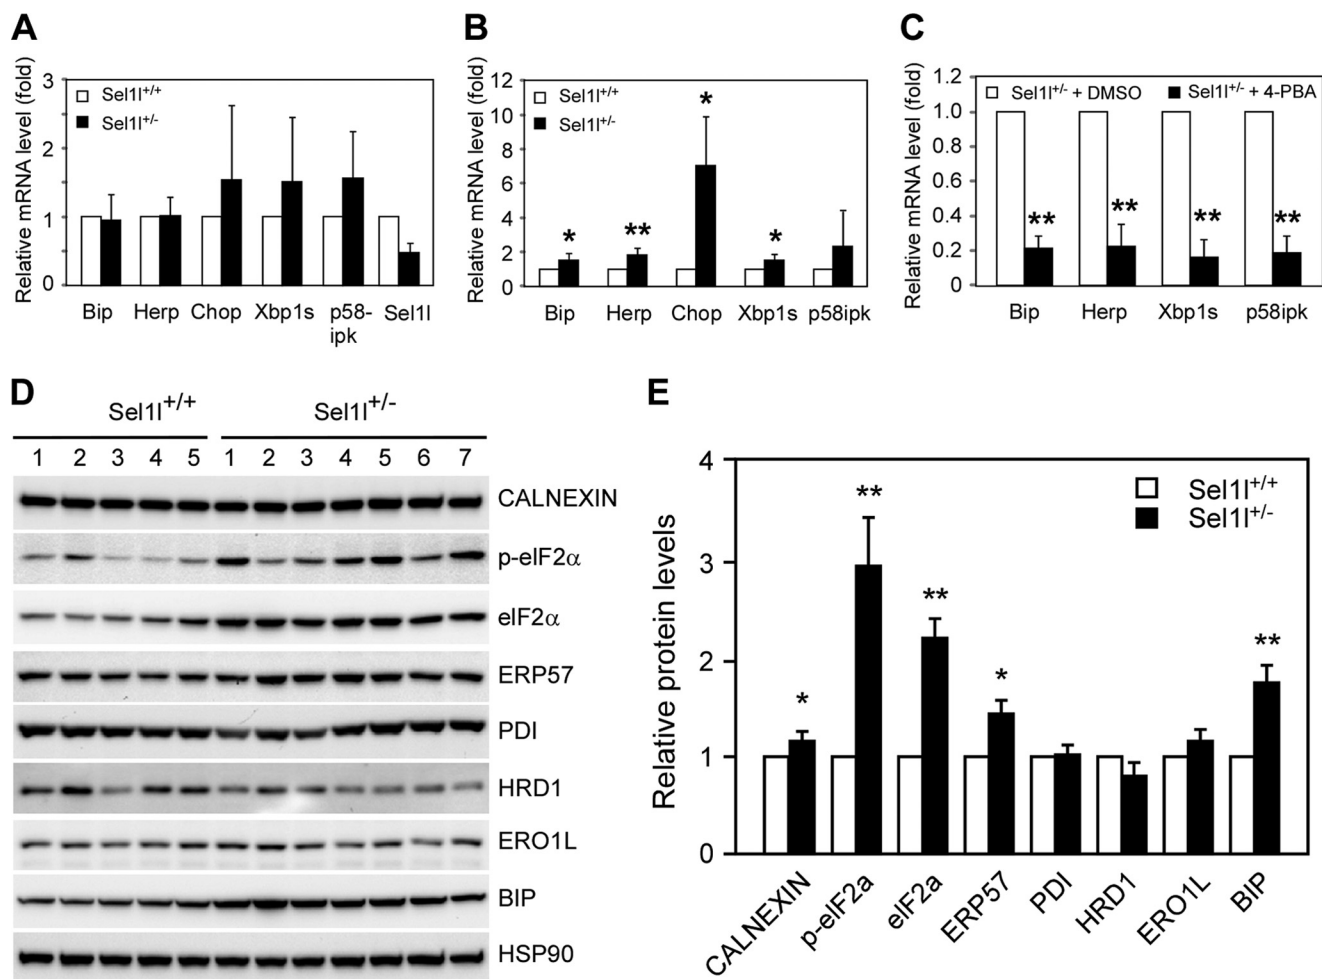 A
Relative mRNA level (fold)
3
2
1
0
Sel1l+/+
Sel1l+/-
Bip Herp Chop Xbp1s p58-ipk Sel1l
B
Relative mRNA level (fold)
12
10
8
6
4
2
0
Sel1l+/+
Sel1l+/-
* ** * *
Bip Herp Chop Xbp1s p58ipk
C
Relative mRNA level (fold)
1.2
1.0
0.8
0.6
0.4
0.2
0
Sel1l+/- + DMSO Sel1l+/- + 4-PBA
** ** ** **
Bip Herp Xbp1s p58ipk
D
Sel1l+/+ Sel1l+/-
1 2 3 4 5 1 2 3 4 5 6 7
CALNEXIN
p-eIF2α
eIF2α
ERP57
PDI
HRD1
ERO1L
BIP
HSP90
E
Relative protein levels
4
3
2
1
0
Sel1l+/+
Sel1l+/-
* ** ** * **
CALNEXIN
p-eIF2a
eIF2a
ERP57
PDI
HRD1
ERO1L
BIP